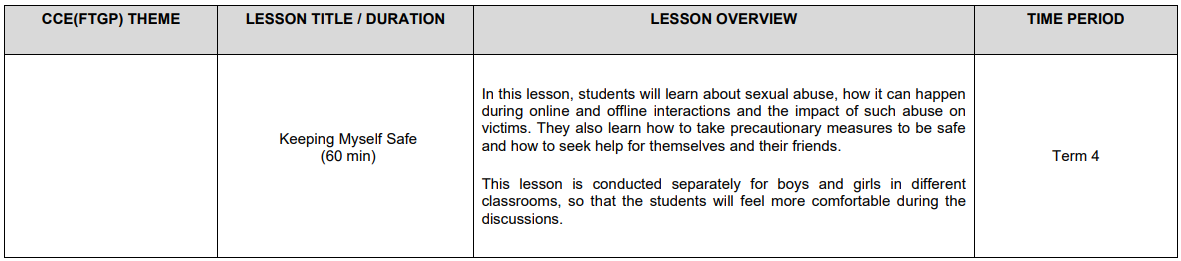 CCE(FTGP) THEME
LESSON TITLE / DURATION
LESSON OVERVIEW
TIME PERIOD
Keeping Myself Safe
(60 min)
In this lesson, students will learn about sexual abuse, how it can happen
during online and offline interactions and the impact of such abuse on
victims. They also learn how to take precautionary measures to be safe
and how to seek help for themselves and their friends.
This lesson is conducted separately for boys and girls in different
classrooms, so that the students will feel more comfortable during the
discussions.
Term 4